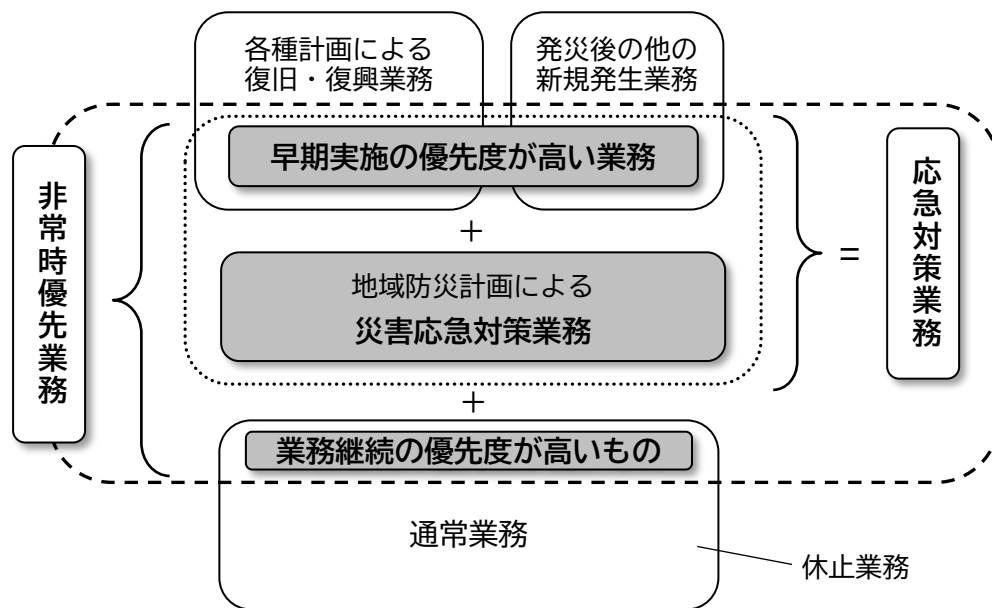 各種計画による
復旧・復興業務
発災後の他の
新規発生業務
早期実施の優先度が高い業務
+
地域防災計画による
災害応急対策業務
+
業務継続の優先度が高いもの
通常業務
休止業務
非常時優先業務
=
応急対策業務